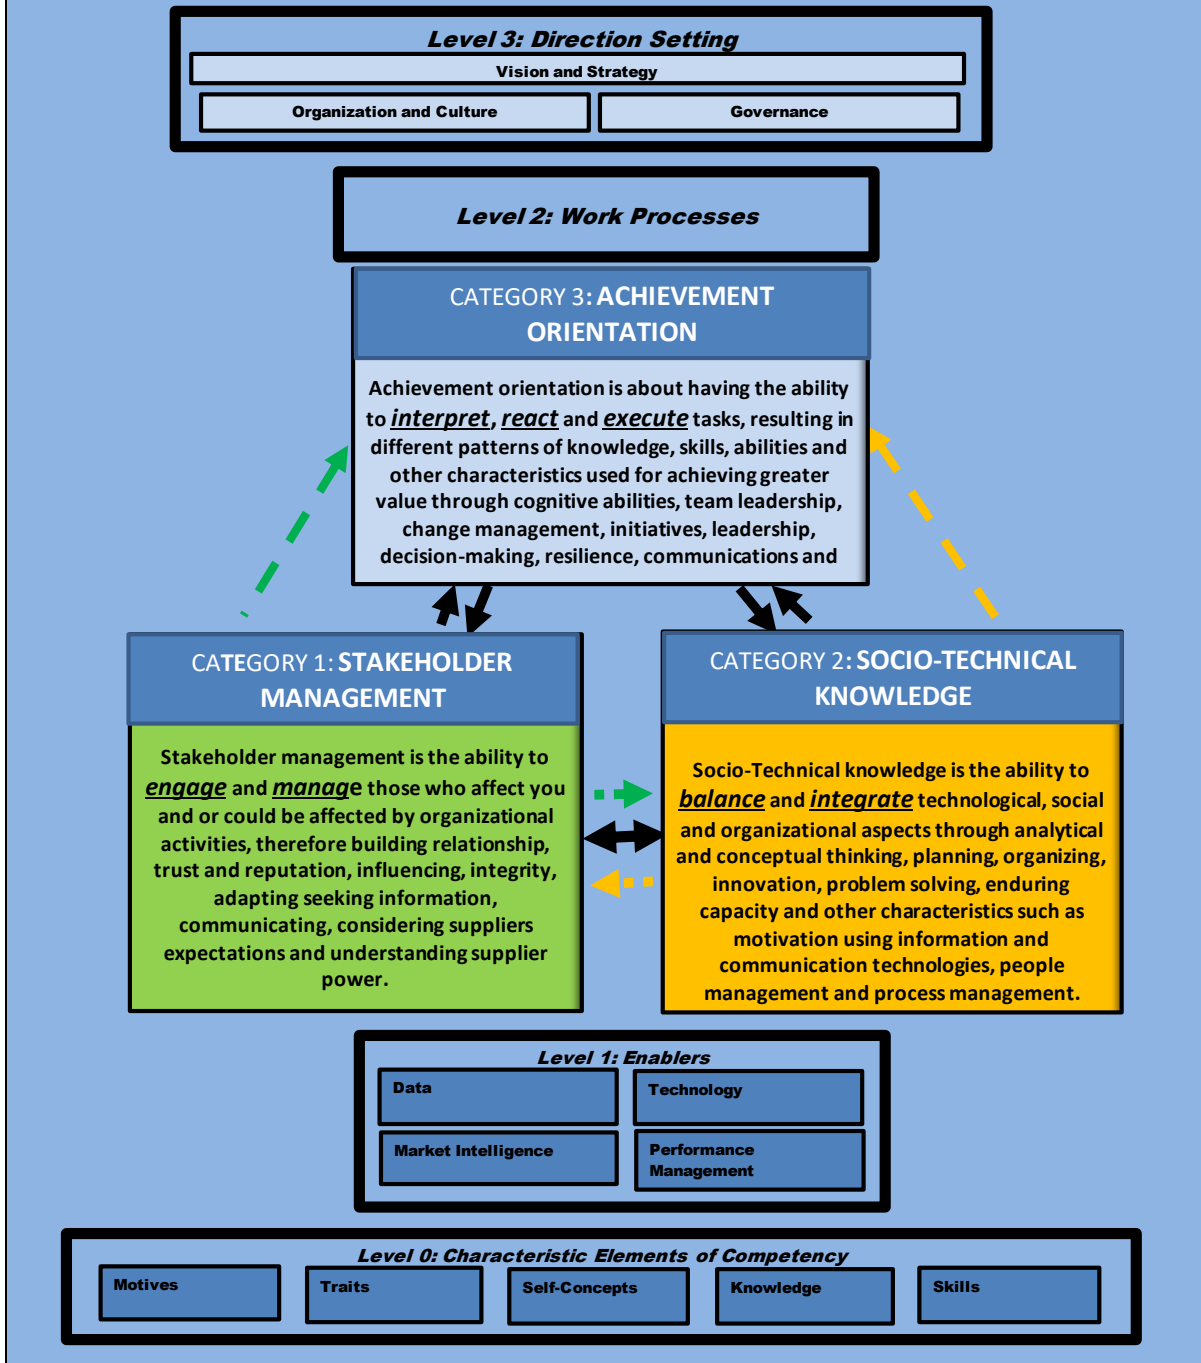 Level 3: Direction Setting
Vision and Strategy
Organization and Culture
Governance
Level 2: Work Processes
CATEGORY 3: ACHIEVEMENT
ORIENTATION
Achievement orientation is about having the ability
to interpret, react and execute tasks, resulting in
different patterns of knowledge, skills, abilities and
other characteristics used for achieving greater
value through cognitive abilities, team leadership,
change management, initiatives, leadership,
decision-making, resilience, communications and
CATEGORY 1: STAKEHOLDER
MANAGEMENT
Stakeholder management is the ability to
engage and manage those who affect you
and or could be affected by organizational
activities, therefore building relationship,
trust and reputation, influencing, integrity,
adapting seeking information,
communicating, considering suppliers
expectations and understanding supplier
power.
CATEGORY 2: SOCIO-TECHNICAL
KNOWLEDGE
Socio-Technical knowledge is the ability to
balance and integrate technological, social
and organizational aspects through analytical
and conceptual thinking, planning, organizing,
innovation, problem solving, enduring
capacity and other characteristics such as
motivation using information and
communication technologies, people
management and process management.
Level 1: Enablers
Data
Technology
Market Intelligence
Performance
Management
Level 0: Characteristic Elements of Competency
Motives
Traits
Self-Concepts
Knowledge
Skills